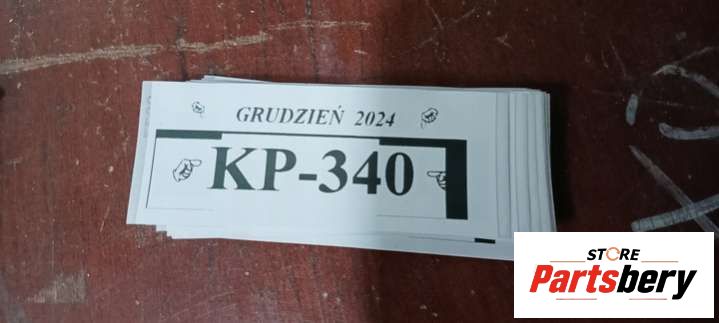 GRUDZIEŃ 2024
KP-340
STORE
Partsbery